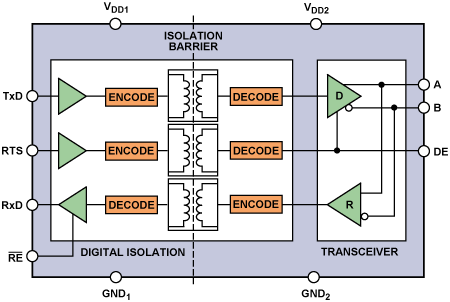 VDD1
VDD2
ISOLATION
BARRIER
TxD
ENCODE
DECODE
D
A
B
RTS
ENCODE
DECODE
DE
RxD
DECODE
ENCODE
R
RE
DIGITAL ISOLATION
TRANSCEIVER
GND1
GND2